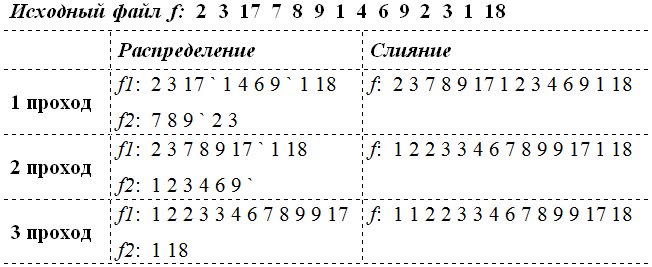 Исходный файл f: 2 3 17 7 8 9 1 4 6 9 2 3 1 18
Распределение Слияние
1 проход
f1: 2 3 17 ` 1 4 6 9 ` 1 18 f: 2 3 7 8 9 17 1 2 3 4 6 9 1 18
f2: 7 8 9 ` 2 3
2 проход
f1: 2 3 7 8 9 17 ` 1 18 f: 1 2 2 3 3 4 6 7 8 9 9 17 1 18
f2: 1 2 3 4 6 9 `
3 проход
f1: 1 2 2 3 3 4 6 7 8 9 9 17 f: 1 1 2 2 3 3 4 6 7 8 9 9 17 18
f2: 1 18